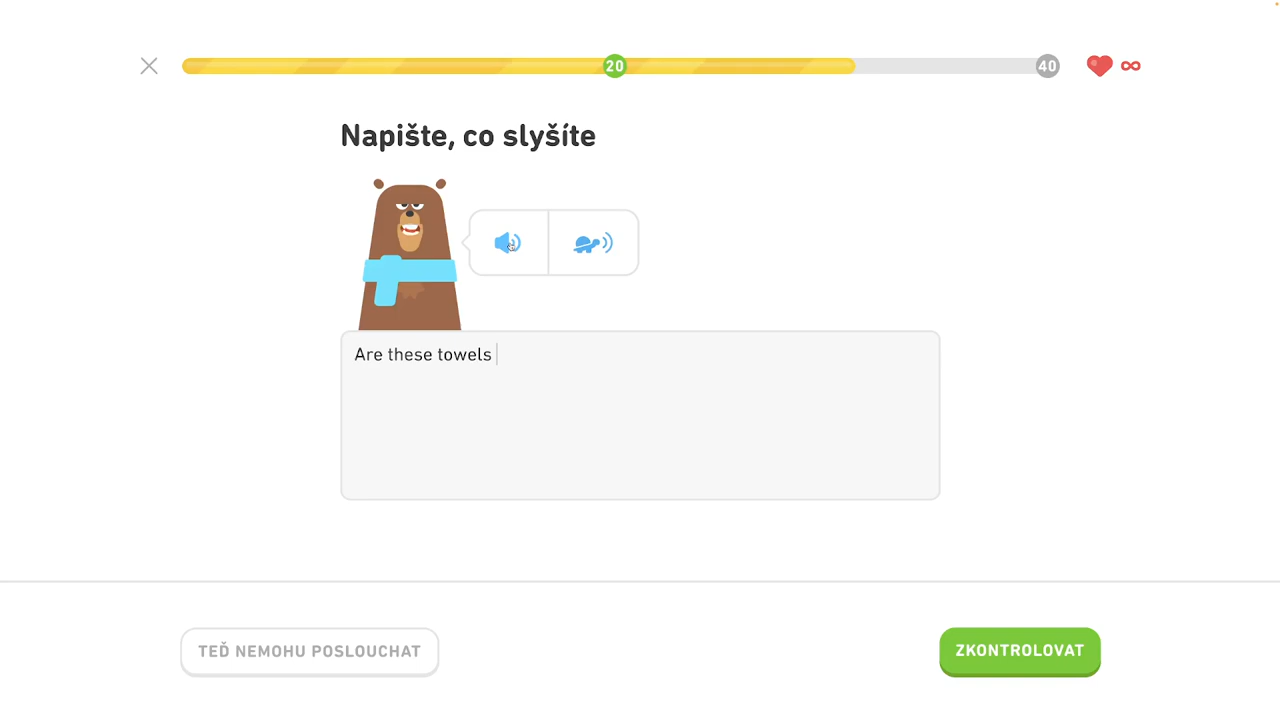 20
40
∞
Napište, co slyšíte
Are these towels
TEĎ NEMOHU POSLOUCHAT
ZKONTROLOVAT